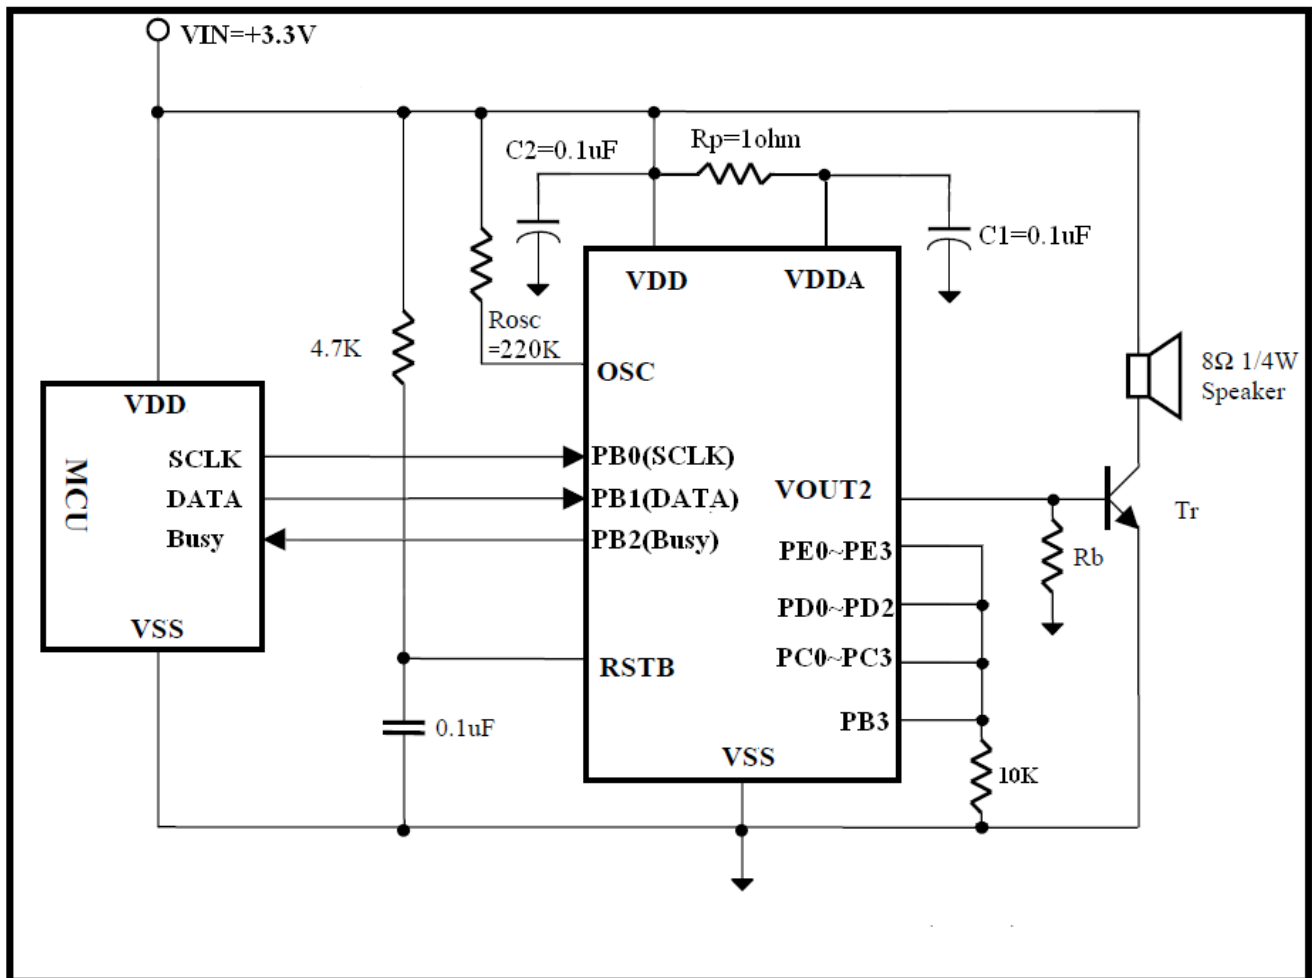 VIN=+3.3V
Rp=1ohm
C2=0.1uF
C1=0.1uF
VDD
VDDA
Rosc
=220K
4.7K
OSC
8Ω 1/4W
Speaker
VDD
MCU
SCLK
DATA
Busy
VSS
PB0(SCLK)
PB1(DATA)
PB2(Busy)
RSTB
VOUT2
PE0~PE3
PD0~PD2
PC0~PC3
PB3
VSS
Tr
Rb
0.1uF
10K